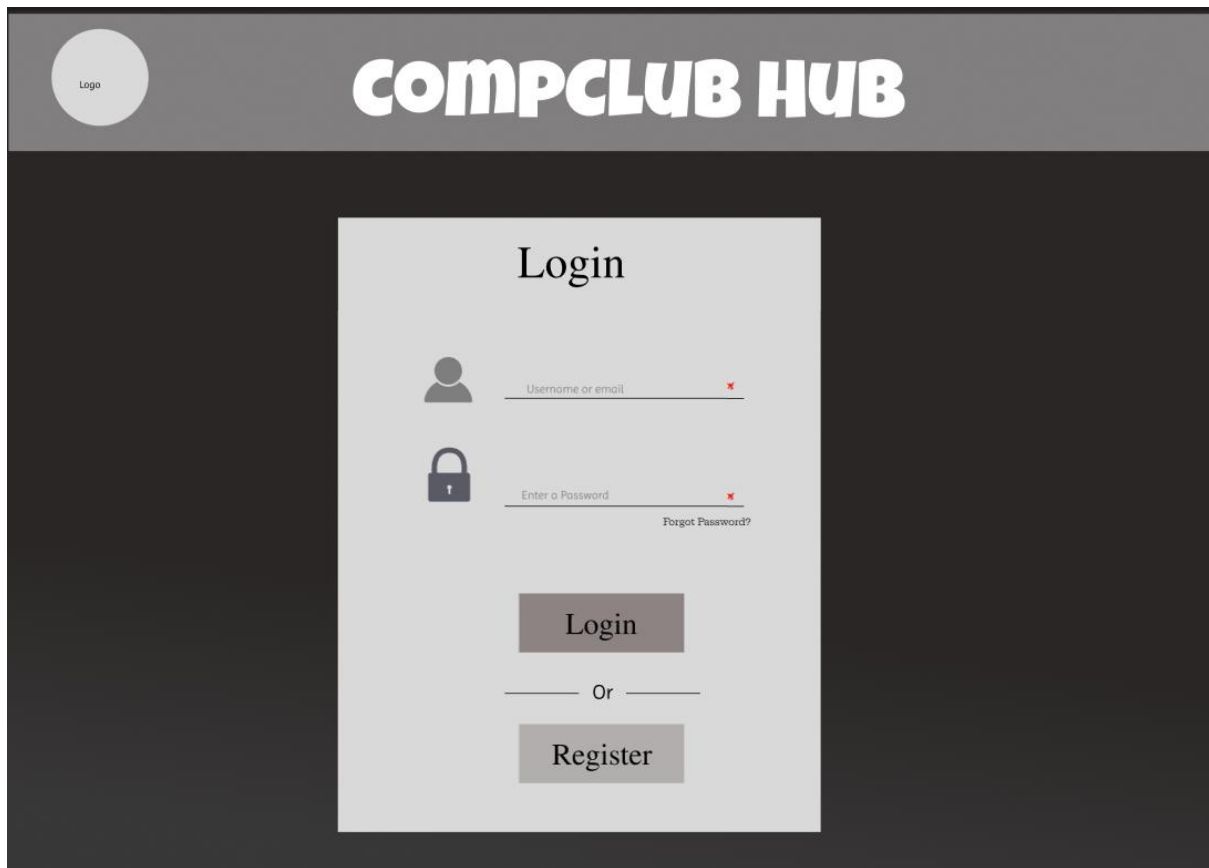 Logo
COMPCLUB HUB
Login
Username or email *
Enter a Password *
Forgot Password?
Login
Or
Register